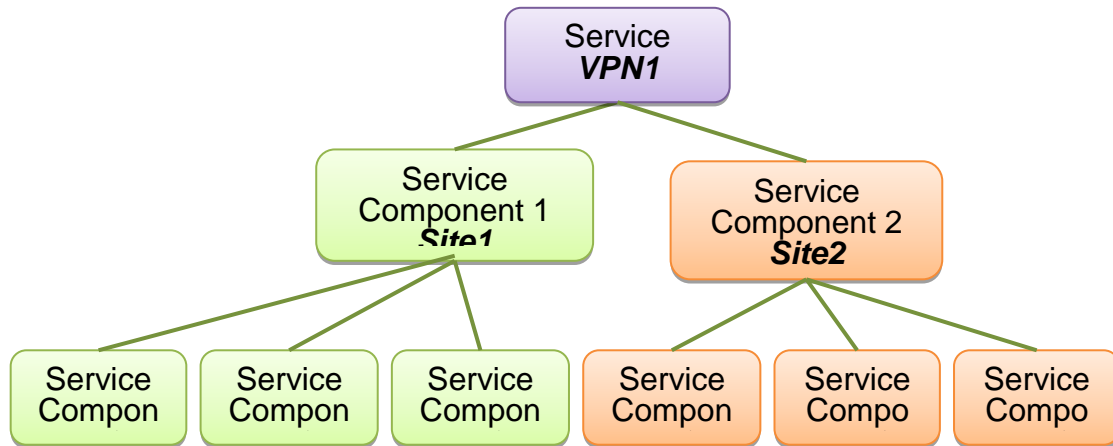 Service
VPN1
Service
Component 1
Site1
Service
Component 2
Site2
Service
Compon
Service
Compon
Service
Compon
Service
Compon
Service
Compo
Service
Compo